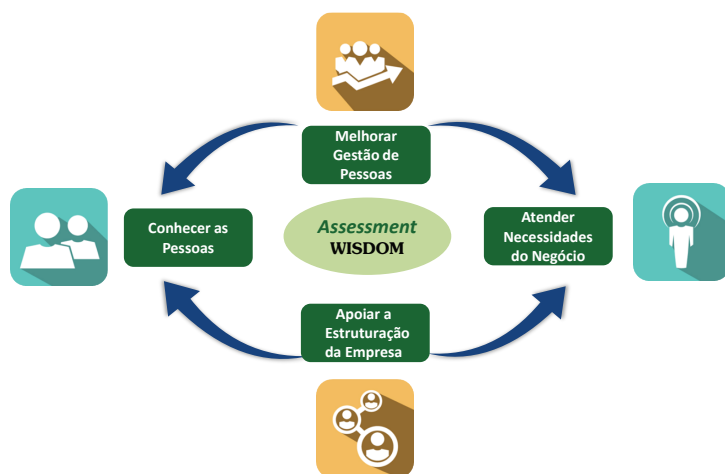 Melhorar
Gestão de
Pessoas
Conhecer as
Pessoas
Assessment
WISDOM
Atender
Necessidades
do Negócio
Apoiar a
Estruturação
da Empresa